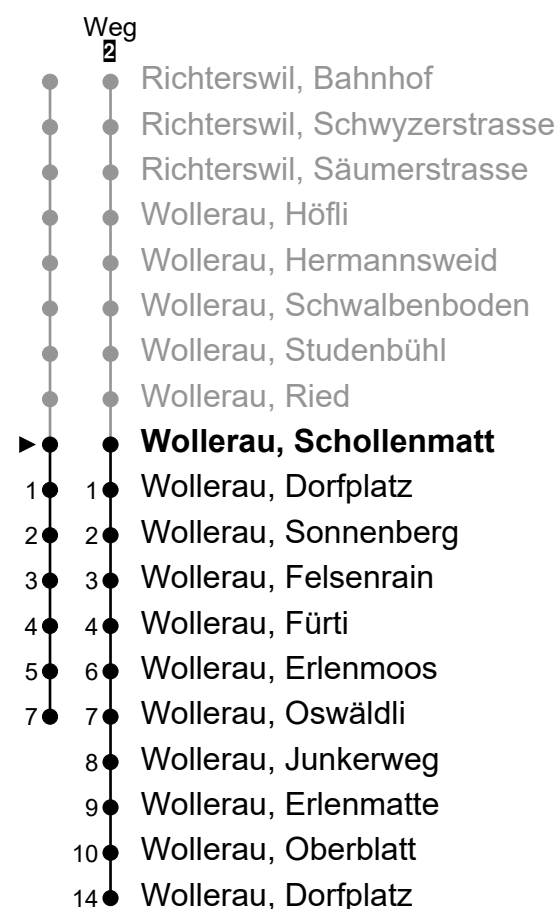 Weg
2
Richterswil, Bahnhof
Richterswil, Schwyzerstrasse
Richterswil, Säumerstrasse
Wollerau, Höfli
Wollerau, Hermannsweid
Wollerau, Schwalbenboden
Wollerau, Studenbühl
Wollerau, Ried
Wollerau, Schollenmatt
1 1 Wollerau, Dorfplatz
2 2 Wollerau, Sonnenberg
3 3 Wollerau, Felsenrain
4 4 Wollerau, Fürti
5 6 Wollerau, Erlenmoos
7 7 Wollerau, Oswäldli
8 Wollerau, Junkerweg
9 Wollerau, Erlenmatte
10 Wollerau, Oberblatt
14 Wollerau, Dorfplatz